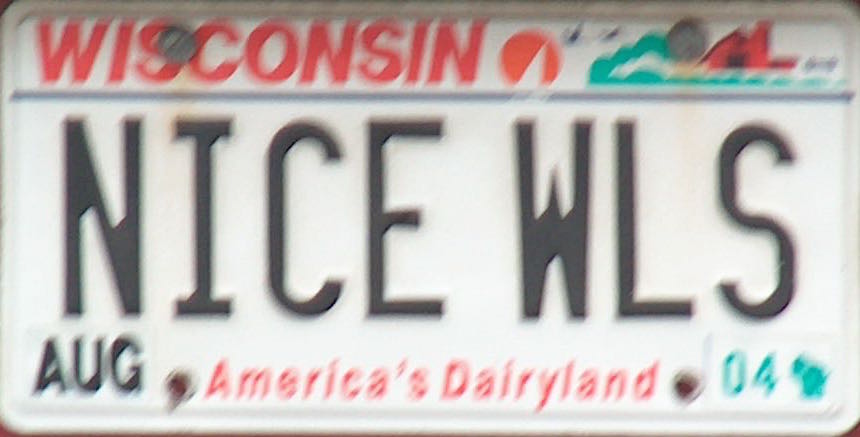 WISCONSIN
NICE WLS
AUG America's Dairyland 04